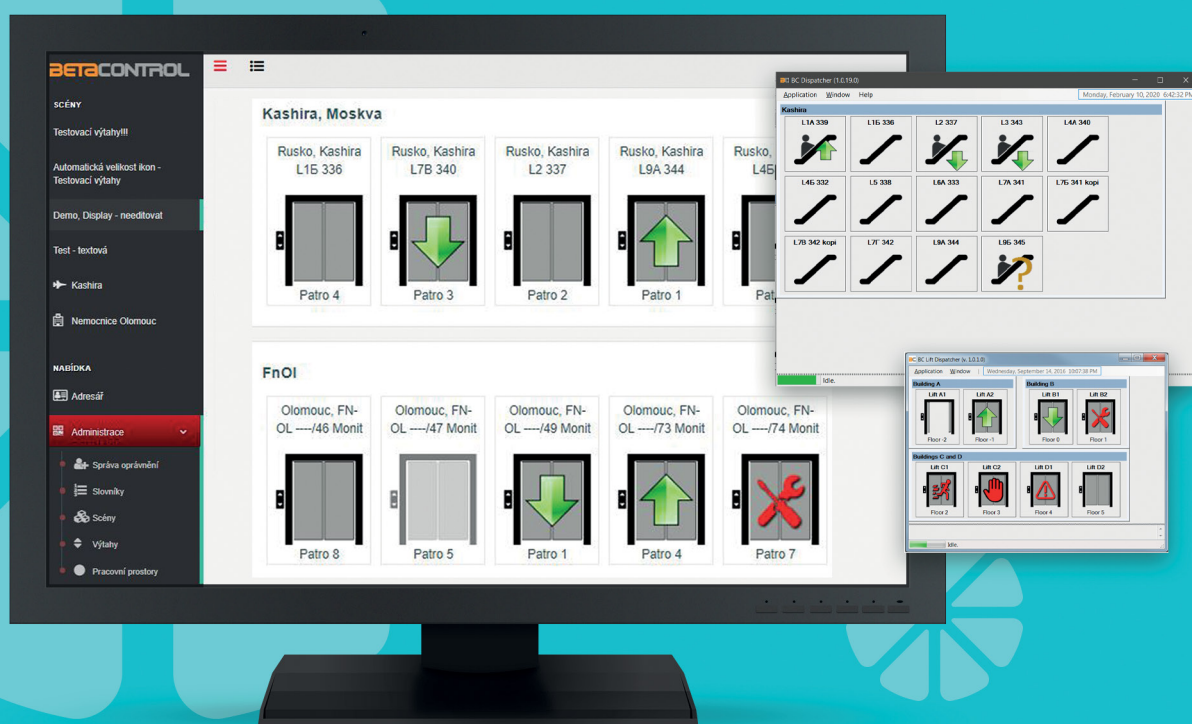 BETACONTROL
SCÉNY
Testovací výtahy!!!
Automatická velikost ikon -
Testovací výtahy
Demo, Display - needitovat
Test - textová
Kashira
Nemocnice Olomouc
NABÍDKA
Adresář
Administrace
Správa oprávnění
Slovníky
Scény
Výtahy
Pracovní prostory
Kashira, Moskva
Rusko, Kashira
L1Б 336
Patro 4
Rusko, Kashira
L7B 340
Patro 3
Rusko, Kashira
L2 337
Patro 2
Rusko, Kashira
L9A 344
Patro 1
Rusko,
L4Б
FnOl
Olomouc, FN-
OL ----/46 Monit
Patro 8
Olomouc, FN-
OL ----/47 Monit
Patro 5
Olomouc, FN-
OL ----/49 Monit
Patro 1
Olomouc, FN-
OL ----/73 Monit
Patro 4
Olomouc, FN-
OL ----/74 Monit
Patro 7
BC Dispatcher (1.0.19.0)
Application Window Help
Monday, February 10, 2020 6:42:32 PM
Kashira
L1A 339
L1Б 336
L2 337
L3 343
L4A 340
L4Б 332
L5 338
L6A 333
L7A 341
L7Б 341 kopi
L7B 342 kopi
L7Г 342
L9A 344
L9Б 345
Idle.
BC Lift Dispatcher (v. 1.0.1.0)
Application Window
Wednesday, September 14, 2016 10:07:38 PM
Building A
Lift A1
Floor -2
Lift A2
Floor -1
Building B
Lift B1
Floor 0
Lift B2
Floor 1
Buildings C and D
Lift C1
Floor 2
Lift C2
Floor 3
Lift D1
Floor 4
Lift D2
Floor 5
Idle.